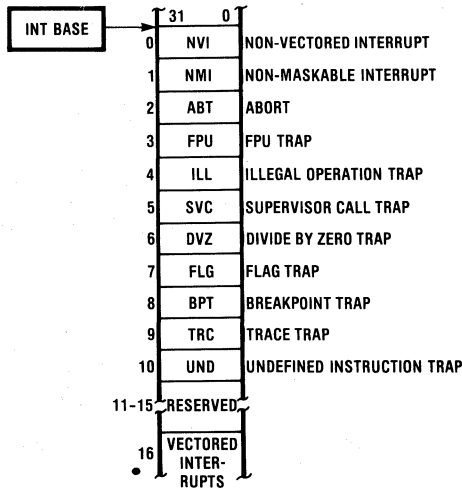 31 0
INT BASE
0 NVI NON-VECTORED INTERRUPT
1 NMI NON-MASKABLE INTERRUPT
2 ABT ABORT
3 FPU FPU TRAP
4 ILL ILLEGAL OPERATION TRAP
5 SVC SUPERVISOR CALL TRAP
6 DVZ DIVIDE BY ZERO TRAP
7 FLG FLAG TRAP
8 BPT BREAKPOINT TRAP
9 TRC TRACE TRAP
10 UND UNDEFINED INSTRUCTION TRAP
11-15 RESERVED
16 VECTORED
INTER-
RUPTS